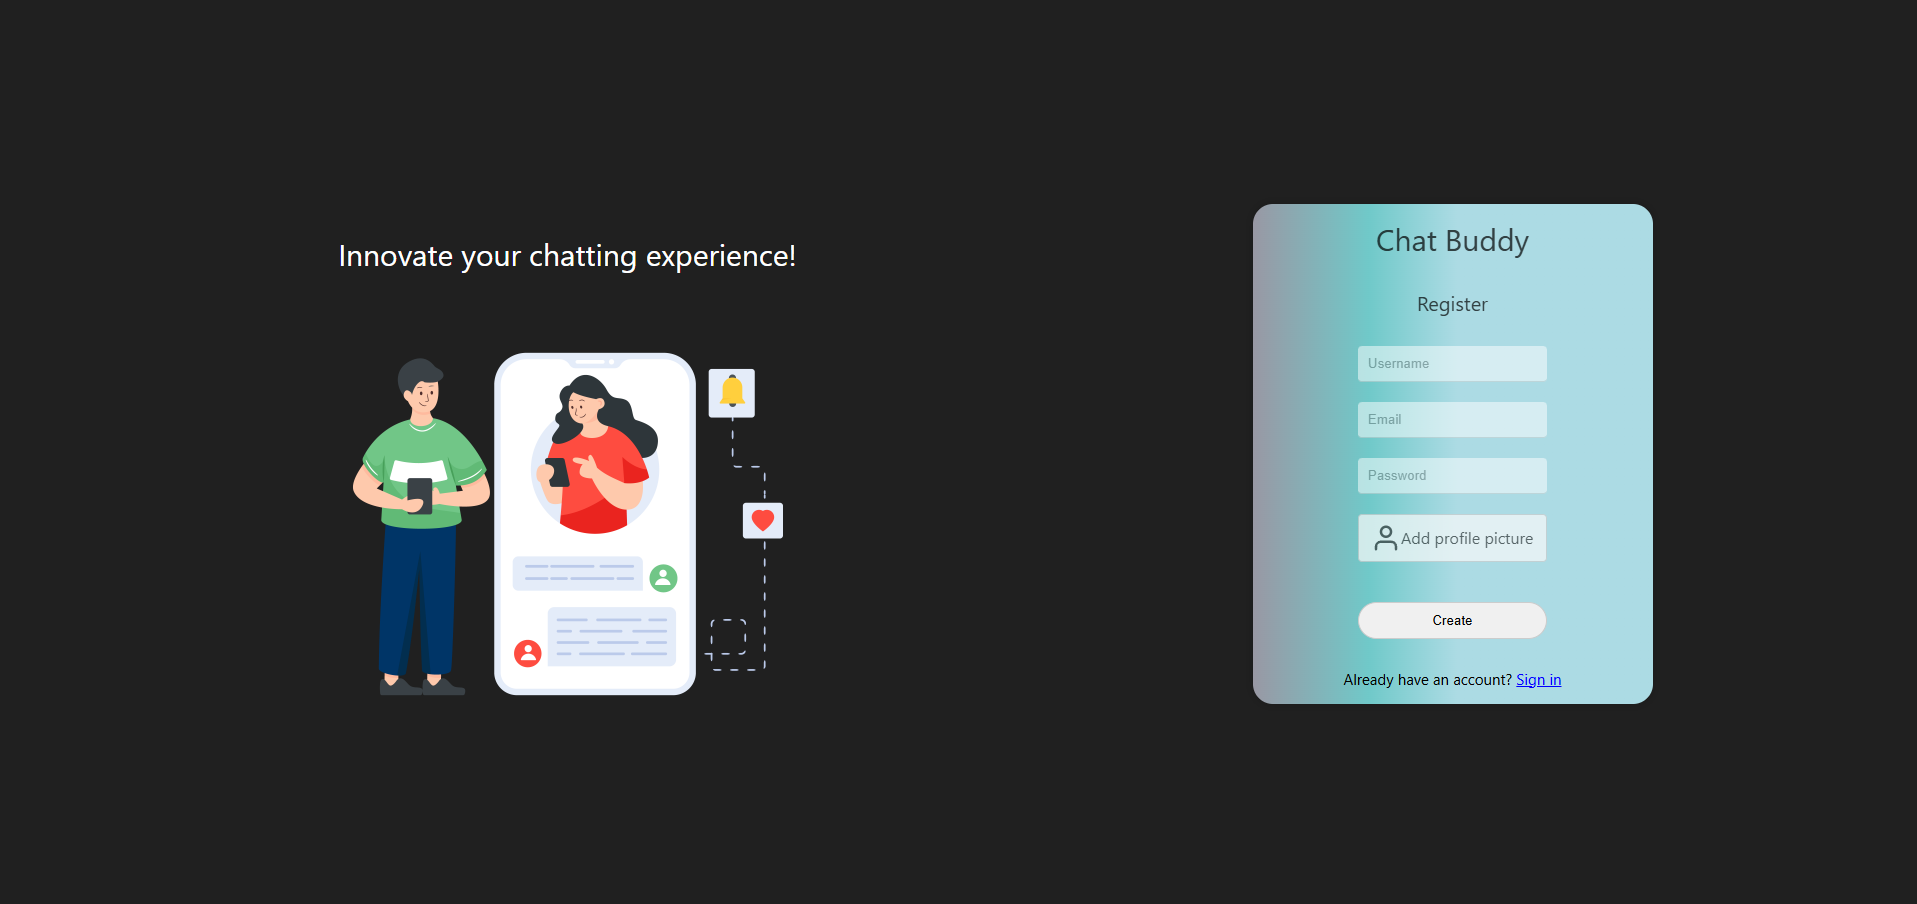 Innovate your chatting experience!
Chat Buddy
Register
Username
Email
Password
Add profile picture
Create
Already have an account? Sign in